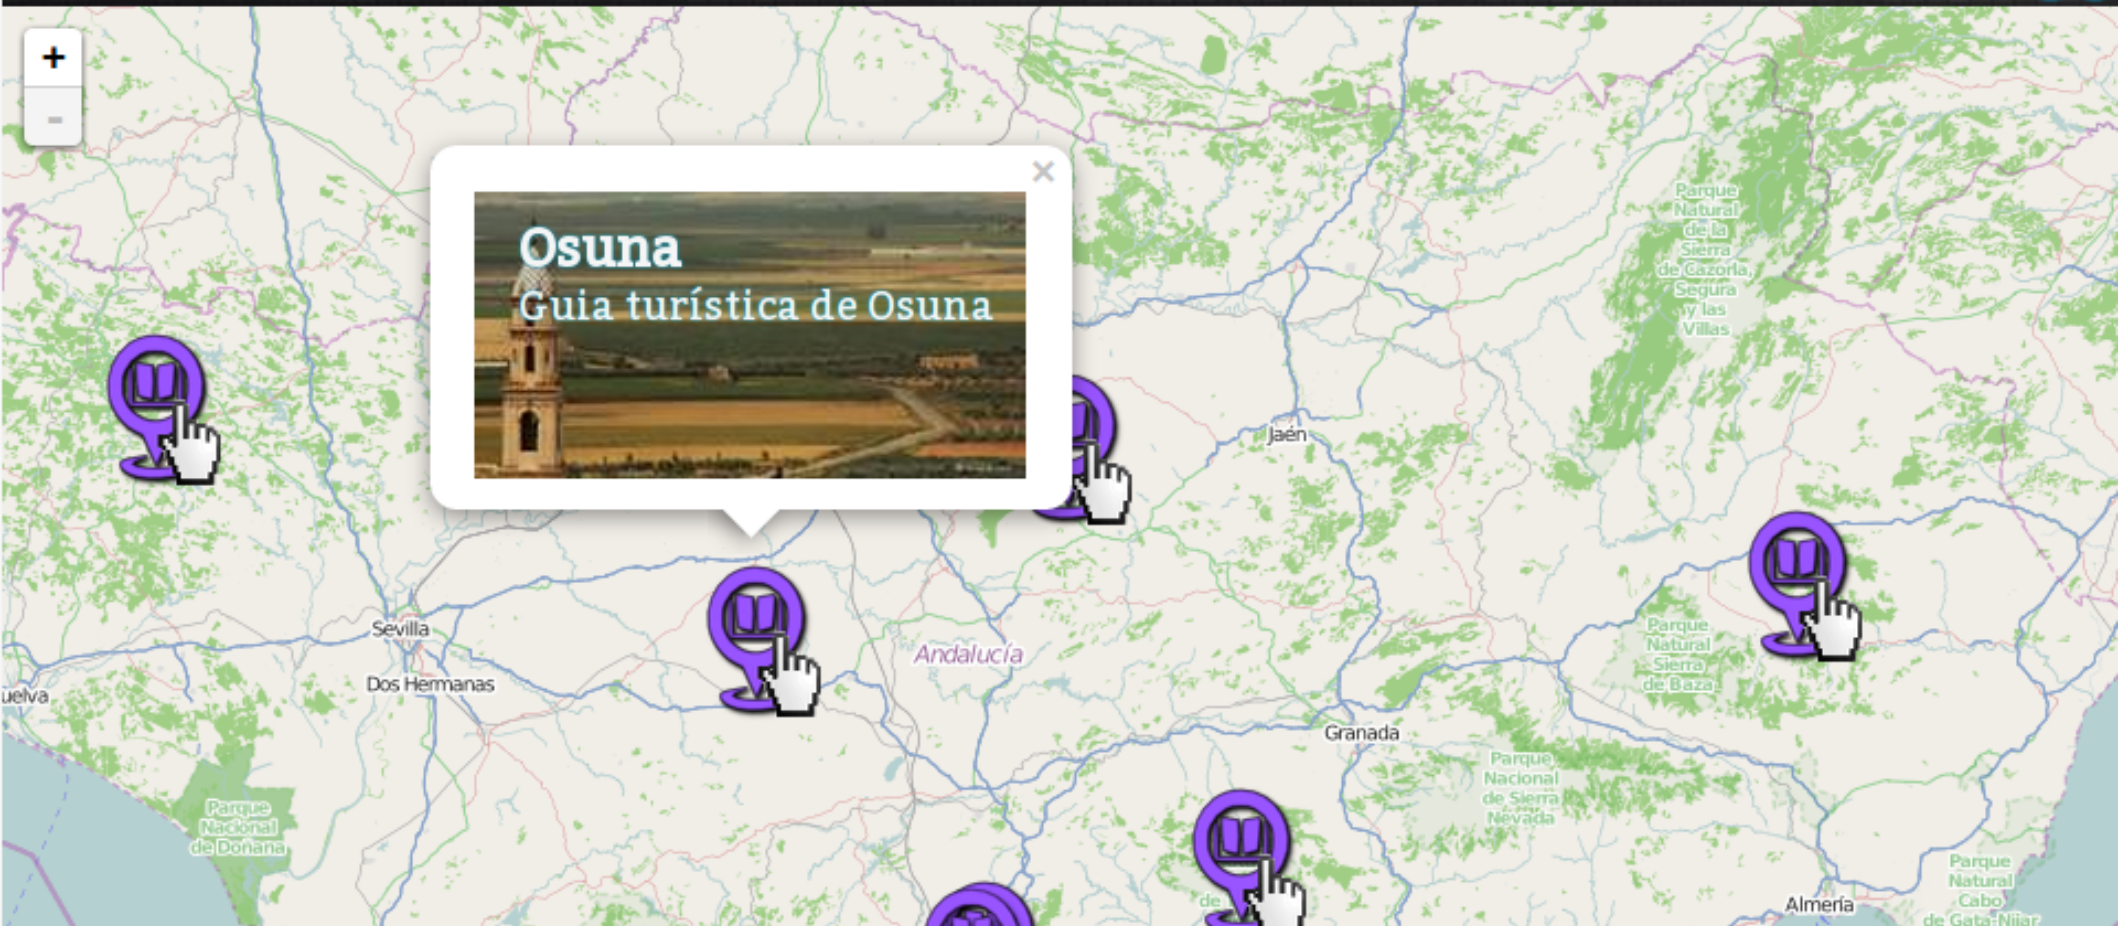 +
-
×
Osuna
Guia turística de Osuna
Parque
Natural
de la
Sierra
de Cazorla,
Segura
y las
Villas
Jaén
Sevilla
Dos Hermanas
uelva
Andalucía
Parque
Natural
Sierra
de Baza
Granada
Parque
Nacional
de Sierra
Nevada
Parque
Nacional
de Doñana
de
Almería
Parque
Natural
Cabo
de Gata-Níjar